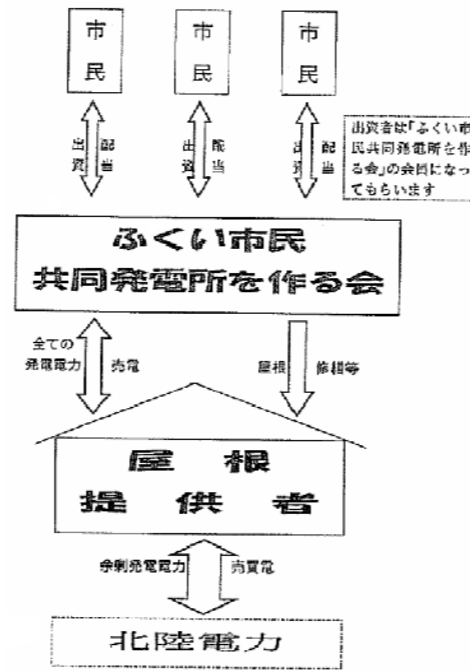 市民
市民
市民
出資
配当
出資
配当
出資
配当
出資者は「ふくい市
民共同発電所を作
る会」の会員になっ
てもらいます
ふくい市民
共同発電所を作る会
全ての
発電電力
売電
屋根
修繕等
屋根
提供者
余剰発電電力
売買電
北陸電力